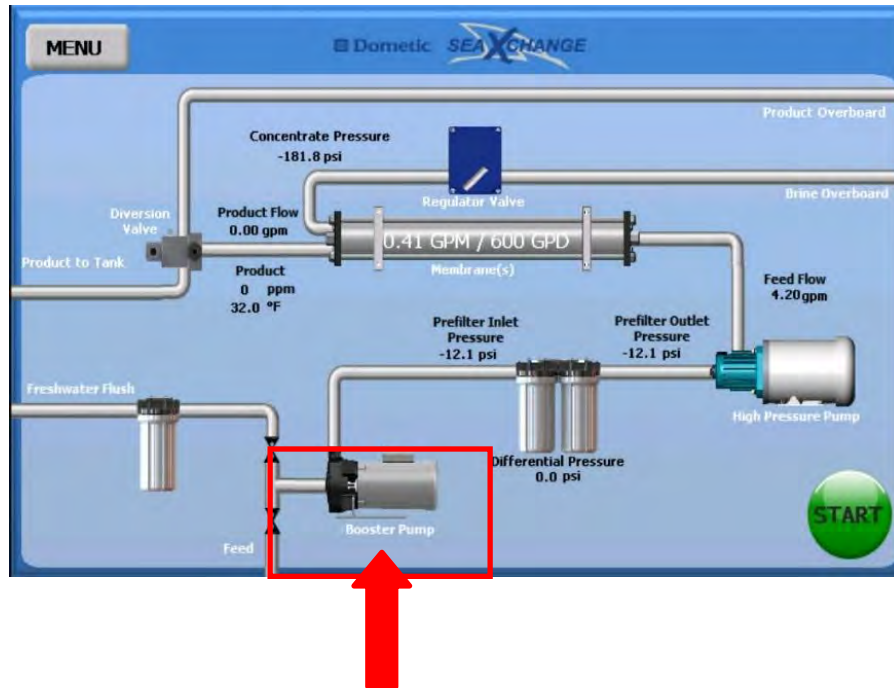 MENU
Dometic SEAXCHANGE
Product Overboard
Concentrate Pressure
-181.8 psi
Regulator Valve
Brine Overboard
Diversion
Valve
Product Flow
0.00 gpm
0.41 GPM / 600 GPD
Membrane(s)
Product to Tank
Product
0 ppm
32.0 ºF
Feed Flow
4.20gpm
Prefilter Inlet
Pressure
-12.1 psi
Prefilter Outlet
Pressure
-12.1 psi
Freshwater Flush
High Pressure Pump
Differential Pressure
0.0 psi
START
Booster Pump
Feed